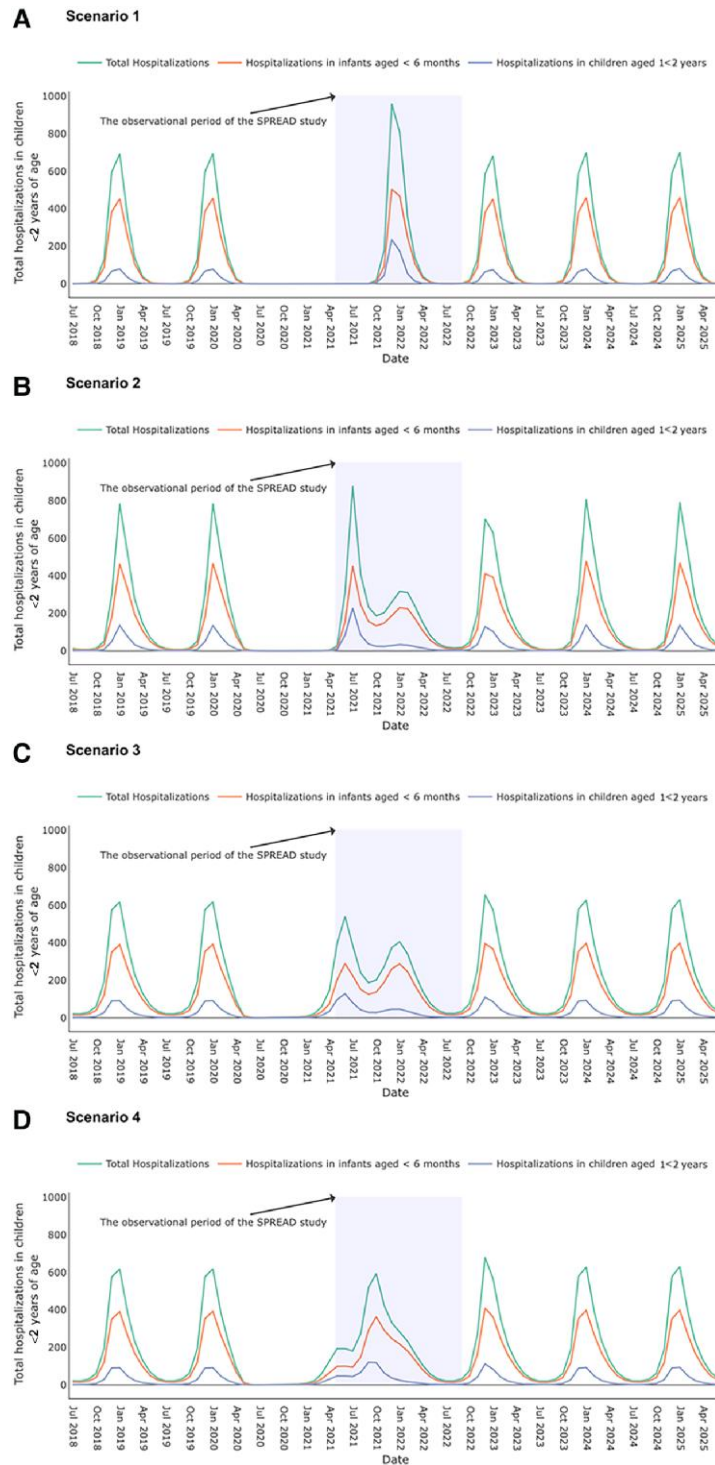 A Scenario 1
Total Hospitalizations Hospitalizations in infants aged < 6 months Hospitalizations in children aged 1<2 years
The observational period of the SPREAD study
Total hospitalizations in children
<2 years of age
1000
800
600
400
200
0
Jul 2018 Oct 2018 Jan 2019 Apr 2019 Jul 2019 Oct 2019 Jan 2020 Apr 2020 Jul 2020 Oct 2020 Jan 2021 Apr 2021 Jul 2021 Oct 2021 Jan 2022 Apr 2022 Jul 2022 Oct 2022 Jan 2023 Apr 2023 Jul 2023 Oct 2023 Jan 2024 Apr 2024 Jul 2024 Oct 2024 Jan 2025 Apr 2025
Date
B Scenario 2
Total Hospitalizations Hospitalizations in infants aged < 6 months Hospitalizations in children aged 1<2 years
The observational period of the SPREAD study
Total hospitalizations in children
<2 years of age
1000
800
600
400
200
0
Jul 2018 Oct 2018 Jan 2019 Apr 2019 Jul 2019 Oct 2019 Jan 2020 Apr 2020 Jul 2020 Oct 2020 Jan 2021 Apr 2021 Jul 2021 Oct 2021 Jan 2022 Apr 2022 Jul 2022 Oct 2022 Jan 2023 Apr 2023 Jul 2023 Oct 2023 Jan 2024 Apr 2024 Jul 2024 Oct 2024 Jan 2025 Apr 2025
Date
C Scenario 3
Total Hospitalizations Hospitalizations in infants aged < 6 months Hospitalizations in children aged 1<2 years
The observational period of the SPREAD study
Total hospitalizations in children
<2 years of age
1000
800
600
400
200
0
Jul 2018 Oct 2018 Jan 2019 Apr 2019 Jul 2019 Oct 2019 Jan 2020 Apr 2020 Jul 2020 Oct 2020 Jan 2021 Apr 2021 Jul 2021 Oct 2021 Jan 2022 Apr 2022 Jul 2022 Oct 2022 Jan 2023 Apr 2023 Jul 2023 Oct 2023 Jan 2024 Apr 2024 Jul 2024 Oct 2024 Jan 2025 Apr 2025
Date
D Scenario 4
Total Hospitalizations Hospitalizations in infants aged < 6 months Hospitalizations in children aged 1<2 years
The observational period of the SPREAD study
Total hospitalizations in children
<2 years of age
1000
800
600
400
200
0
Jul 2018 Oct 2018 Jan 2019 Apr 2019 Jul 2019 Oct 2019 Jan 2020 Apr 2020 Jul 2020 Oct 2020 Jan 2021 Apr 2021 Jul 2021 Oct 2021 Jan 2022 Apr 2022 Jul 2022 Oct 2022 Jan 2023 Apr 2023 Jul 2023 Oct 2023 Jan 2024 Apr 2024 Jul 2024 Oct 2024 Jan 2025 Apr 2025
Date